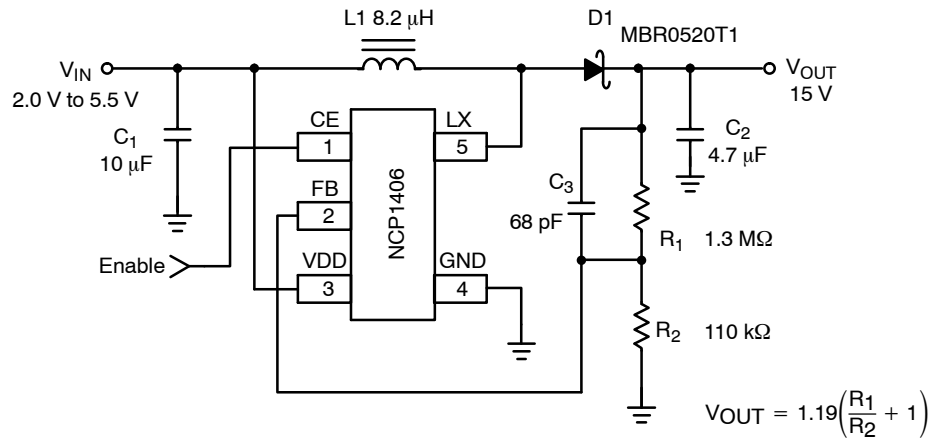 L1 8.2 μH
D1
MBR0520T1
VIN
2.0 V to 5.5 V
VOUT
15 V
C1
10 μF
CE
1
LX
5
C2
4.7 μF
FB
2
NCP1406
C3
68 pF
R1 1.3 MΩ
Enable
VDD
3
GND
4
R2 110 kΩ
VOUT = 1.19(R1/R2 + 1)